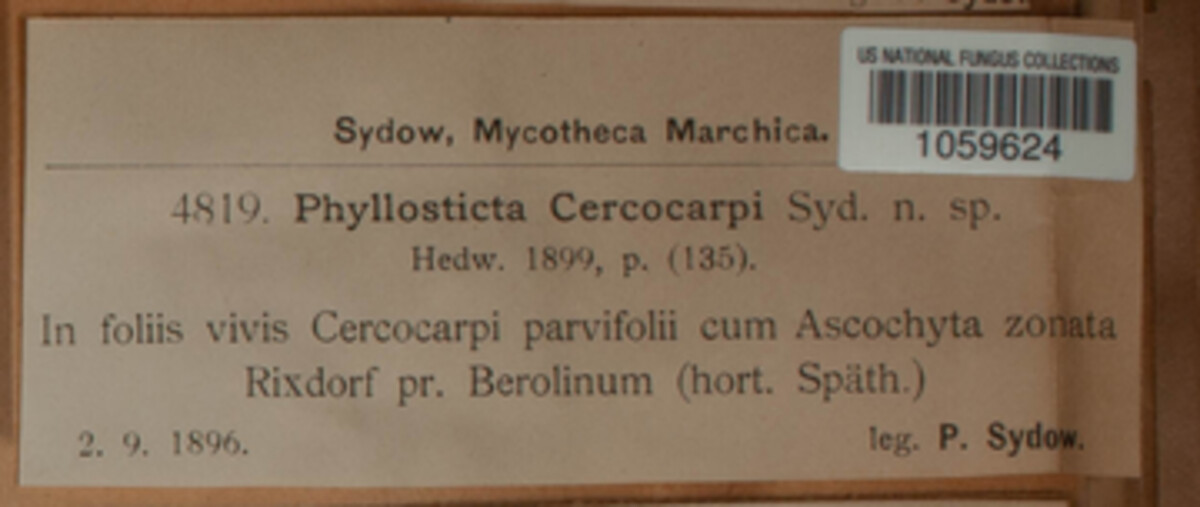 US NATIONAL FUNGUS COLLECTIONS
1059624
Sydow, Mycotheca Marchica.
4819. Phyllosticta Cercocarpi Syd. n. sp.
Hedw. 1899, p. (135).
In foliis vivis Cercocarpi parvifolii cum Ascochyta zonata
Rixdorf pr. Berolinum (hort. Späth.)
2. 9. 1896.
leg. P. Sydow.